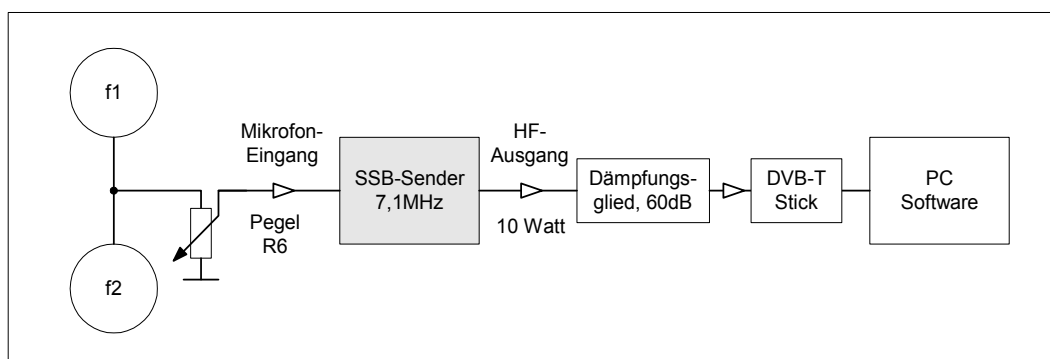 f1
f2
Mikrofon-
Eingang
Pegel
R6
SSB-Sender
7,1MHz
HF-
Ausgang
10 Watt
Dämpfungs-
glied, 60dB
DVB-T
Stick
PC
Software